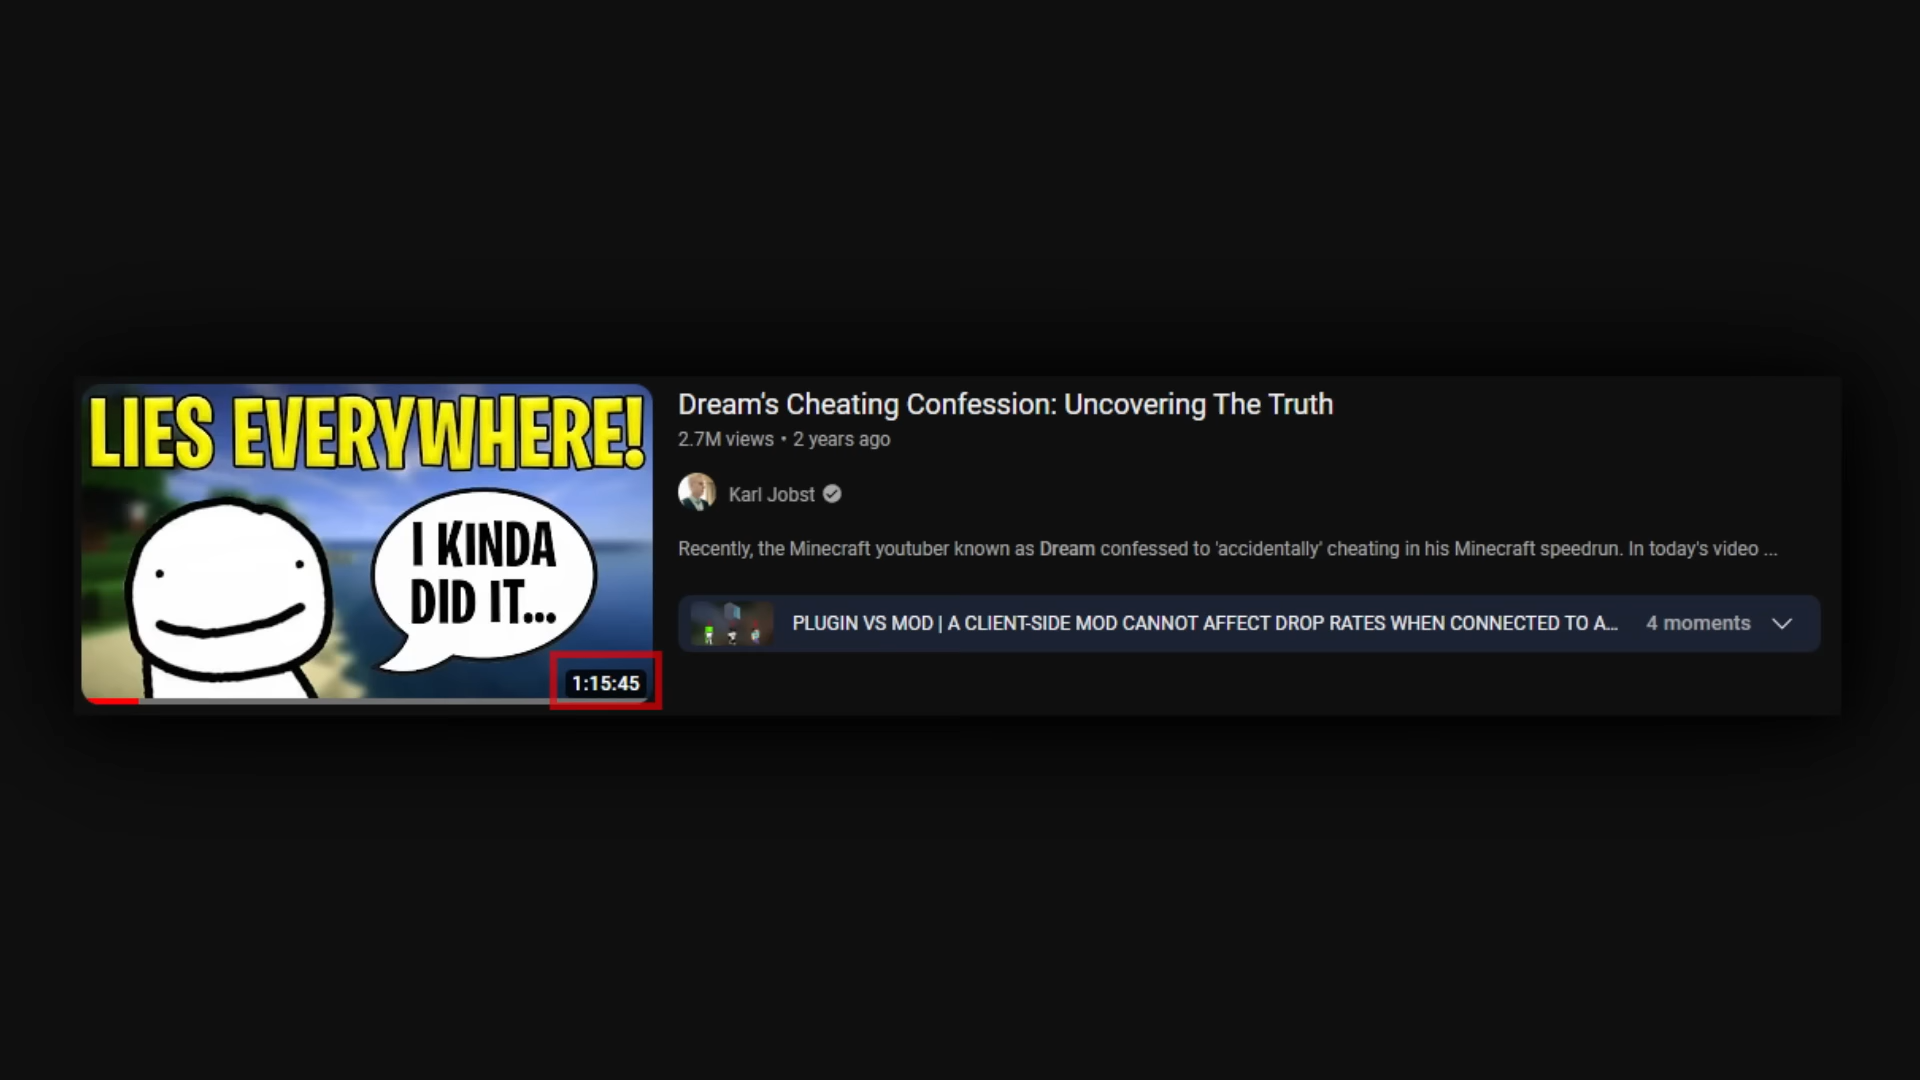 LIES EVERYWHERE!
I KINDA
DID IT...
1:15:45
Dream's Cheating Confession: Uncovering The Truth
2.7M views • 2 years ago
Karl Jobst
Recently, the Minecraft youtuber known as Dream confessed to 'accidentally' cheating in his Minecraft speedrun. In today's video ...
PLUGIN VS MOD | A CLIENT-SIDE MOD CANNOT AFFECT DROP RATES WHEN CONNECTED TO A... 4 moments